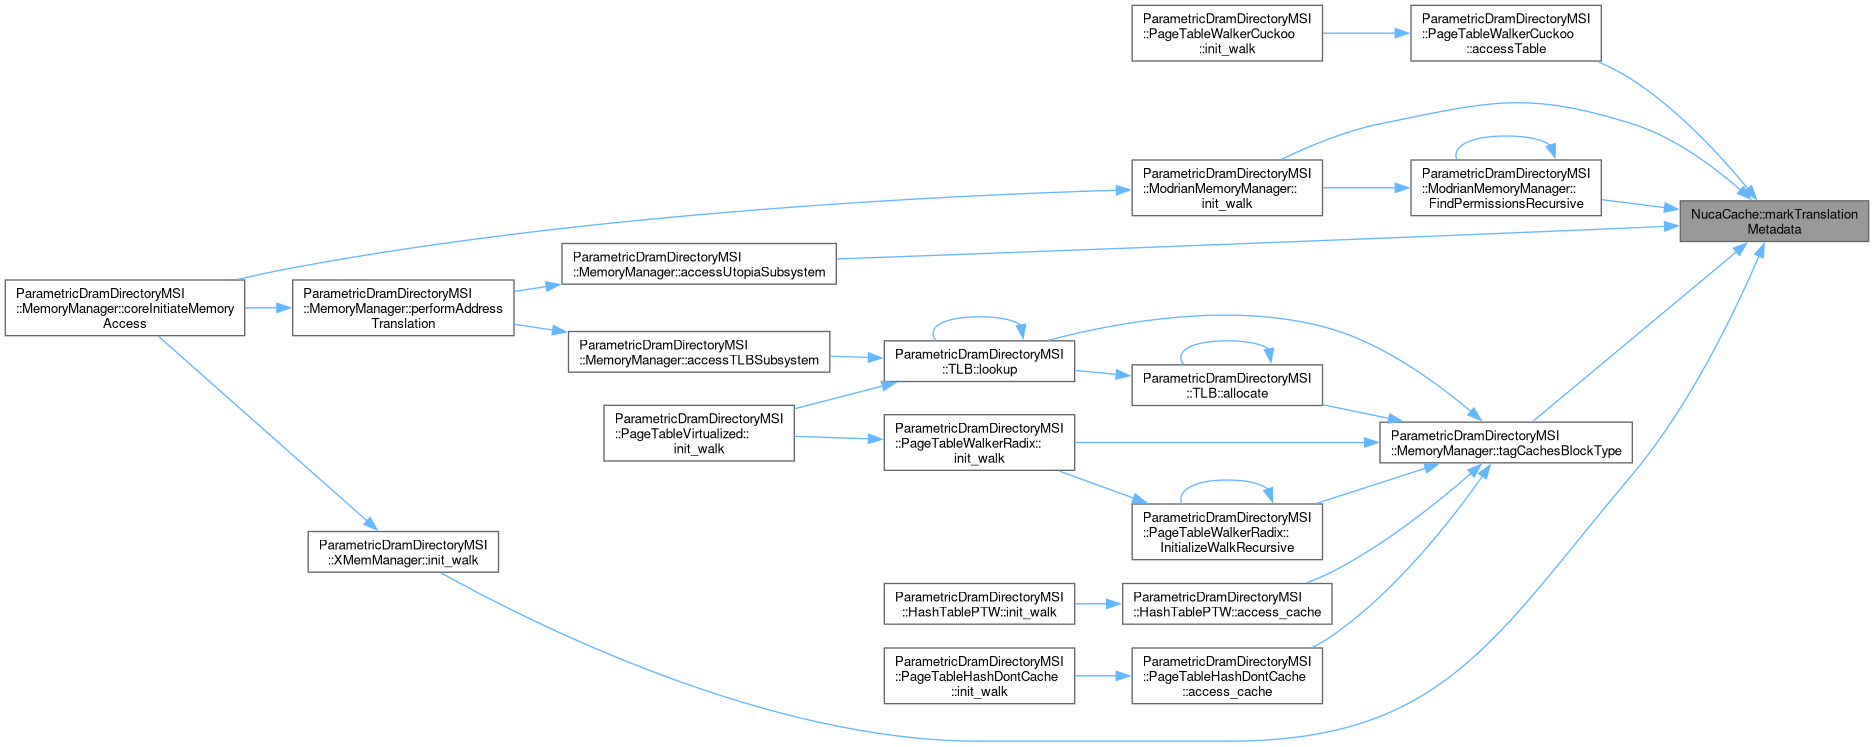 ParametricDramDirectoryMSI
::PageTableWalkerCuckoo
::init_walk
ParametricDramDirectoryMSI
::PageTableWalkerCuckoo
::accessTable
ParametricDramDirectoryMSI
::ModrianMemoryManager::
init_walk
ParametricDramDirectoryMSI
::ModrianMemoryManager::
FindPermissionsRecursive
NucaCache::markTranslation
Metadata
ParametricDramDirectoryMSI
::MemoryManager::accessUtopiaSubsystem
ParametricDramDirectoryMSI
::MemoryManager::coreInitiateMemory
Access
ParametricDramDirectoryMSI
::MemoryManager::performAddress
Translation
ParametricDramDirectoryMSI
::MemoryManager::accessTLBSubsystem
ParametricDramDirectoryMSI
::TLB::lookup
ParametricDramDirectoryMSI
::TLB::allocate
ParametricDramDirectoryMSI
::PageTableVirtualized::
init_walk
ParametricDramDirectoryMSI
::PageTableWalkerRadix::
init_walk
ParametricDramDirectoryMSI
::MemoryManager::tagCachesBlockType
ParametricDramDirectoryMSI
::PageTableWalkerRadix::
InitializeWalkRecursive
ParametricDramDirectoryMSI
::XMemManager::init_walk
ParametricDramDirectoryMSI
::HashTablePTW::init_walk
ParametricDramDirectoryMSI
::HashTablePTW::access_cache
ParametricDramDirectoryMSI
::PageTableHashDontCache
::init_walk
ParametricDramDirectoryMSI
::PageTableHashDontCache
::access_cache